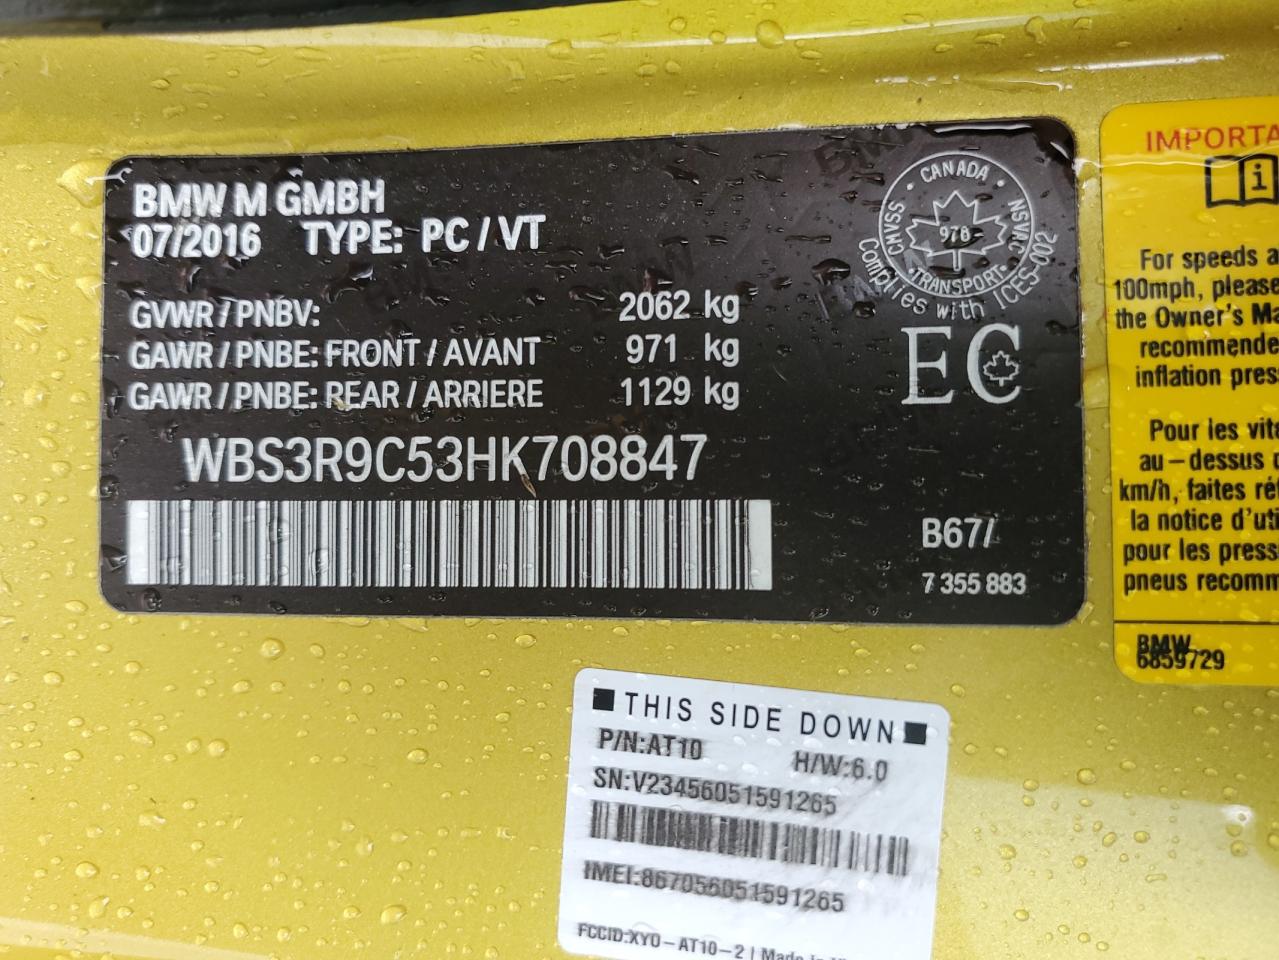 BMW M GMBH
07/2016 TYPE: PC / VT
GVWR / PNBV: 2062 kg
GAWR / PNBE: FRONT / AVANT 971 kg
GAWR / PNBE: REAR / ARRIERE 1129 kg
WBS3R9C53HK708847
CANADA
CMVSS
NSVAC
978
TRANSPORT
Complies with ICES-002
EC
B67/
7 355 883
IMPORTA
i
For speeds a
100mph, please
the Owner's Ma
recommende
inflation press
Pour les vita
au-dessus d
km/h, faites réf
la notice d'uti
pour les press
pneus recomm
BMW
6859729
THIS SIDE DOWN
P/N:AT10 H/W:6.0
SN:V23456051591265
IMEI:867056051591265
FCCID:XYO-AT10-2 | Made in